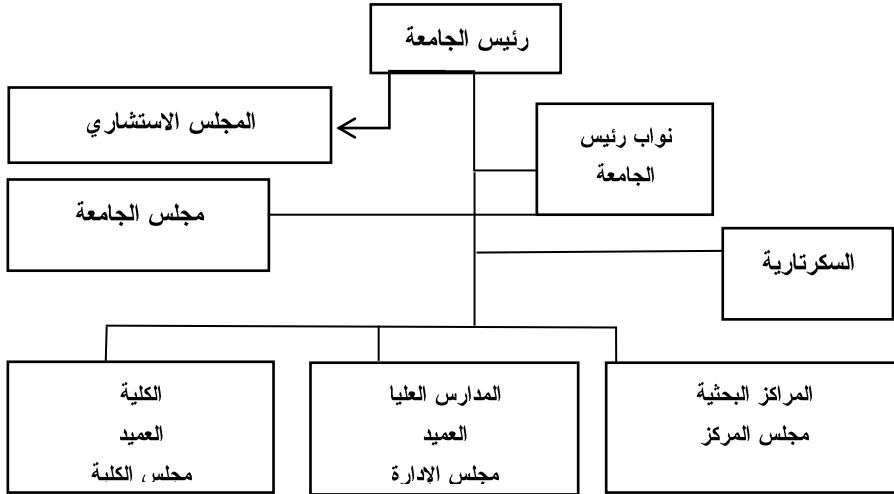 رئيس الجامعة
المجلس الاستشاري
نواب رئيس
الجامعة
مجلس الجامعة
السكرتارية
المراكز البحثية
مجلس المركز
المدارس العليا
العميد
مجلس الإدارة
الكلية
العميد
مجلس الكلية